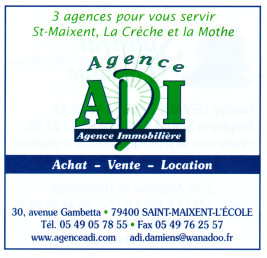 3 agences pour vous servir
St-Maixent, La Crèche et la Mothe
Agence
ADI
Agence Immobilière
Achat - Vente - Location
30, avenue Gambetta • 79400 SAINT-MAIXENT-L'ÉCOLE
Tél. 05 49 05 78 55 • Fax 05 49 76 25 57
www.agenceadi.com adi.damiens@wanadoo.fr